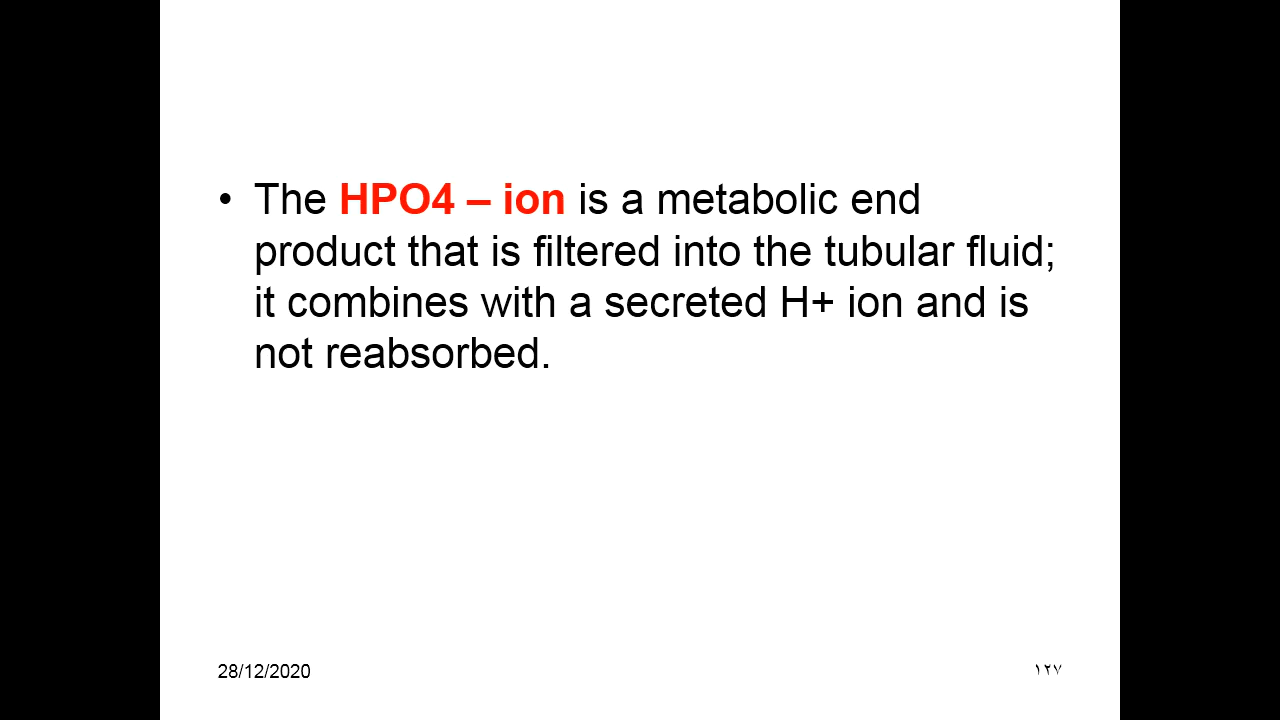 • The HPO4 – ion is a metabolic end
product that is filtered into the tubular fluid;
it combines with a secreted H+ ion and is
not reabsorbed.
28/12/2020
١٢٧